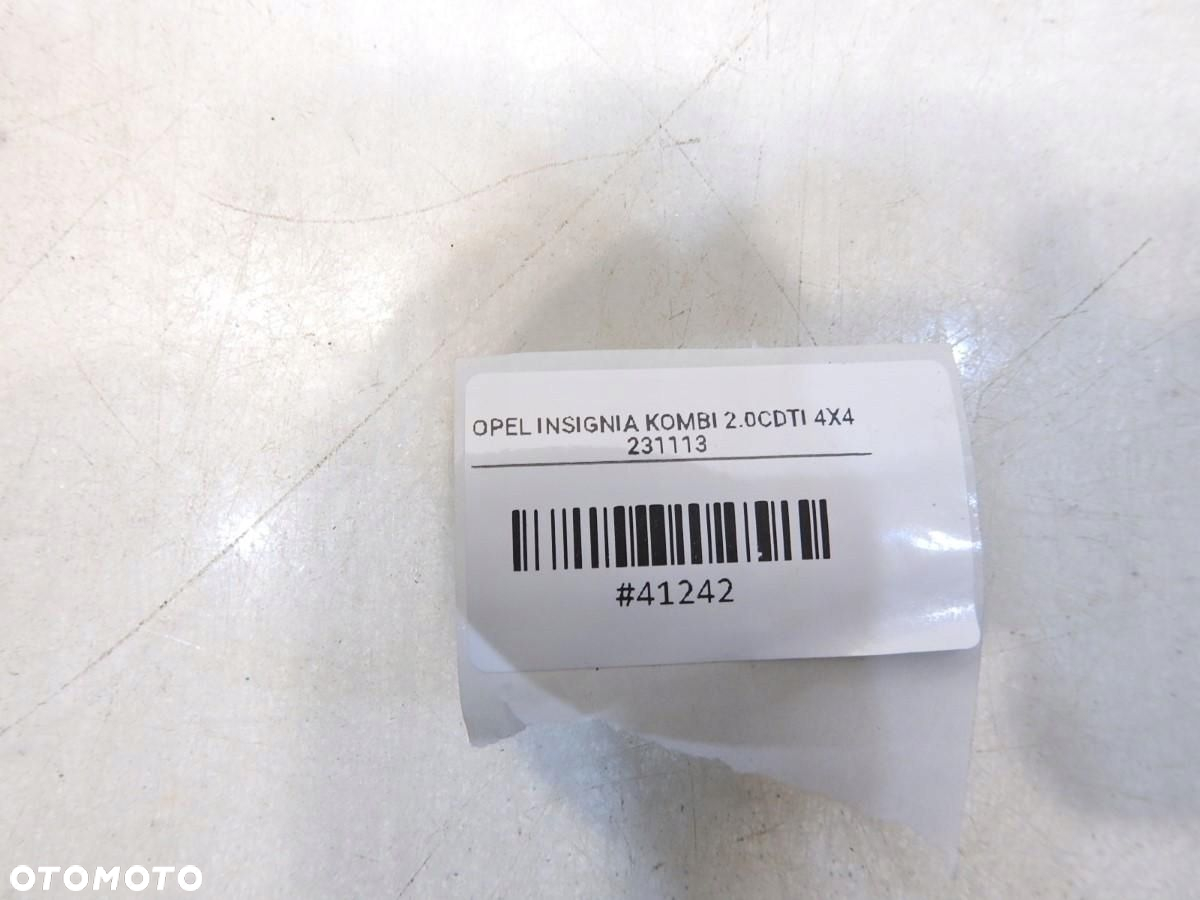 OPEL INSIGNIA KOMBI 2.0CDTI 4X4
231113
#41242
OTOMOTO